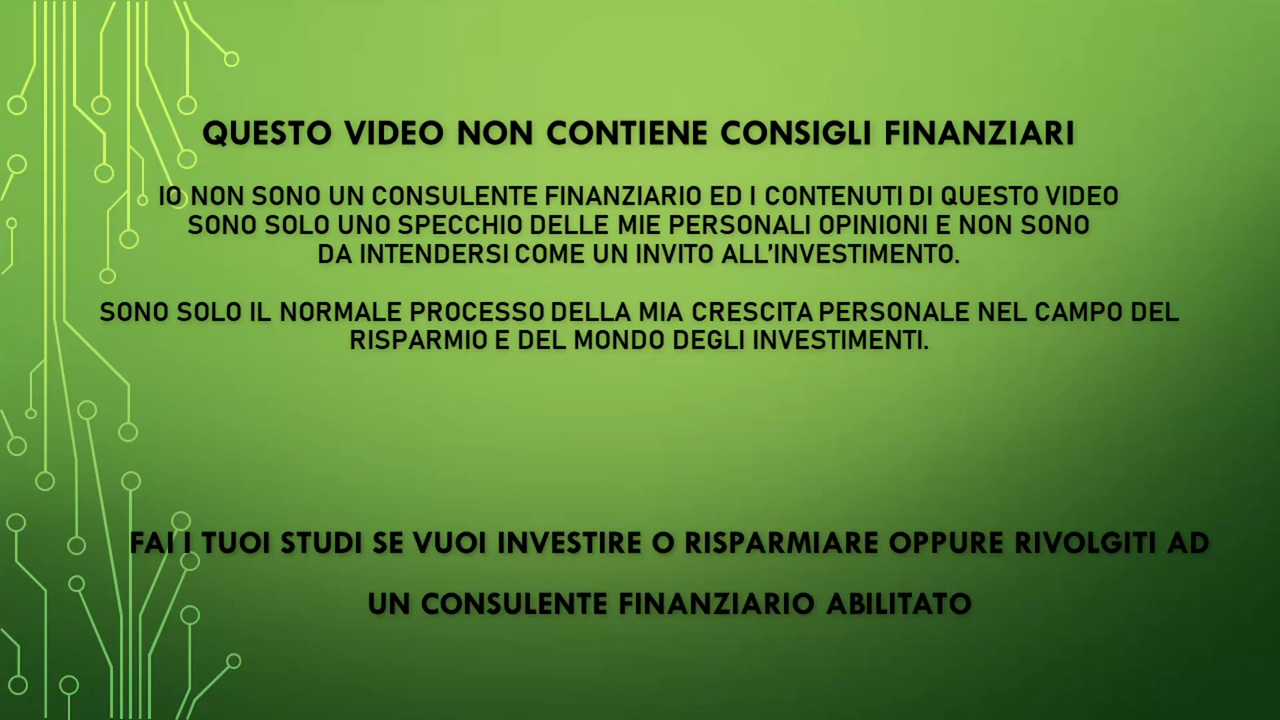 QUESTO VIDEO NON CONTIENE CONSIGLI FINANZIARI
IO NON SONO UN CONSULENTE FINANZIARIO ED I CONTENUTI DI QUESTO VIDEO
SONO SOLO UNO SPECCHIO DELLE MIE PERSONALI OPINIONI E NON SONO
DA INTENDERSI COME UN INVITO ALL'INVESTIMENTO.
SONO SOLO IL NORMALE PROCESSO DELLA MIA CRESCITA PERSONALE NEL CAMPO DEL
RISPARMIO E DEL MONDO DEGLI INVESTIMENTI.
FAI I TUOI STUDI SE VUOI INVESTIRE O RISPARMIARE OPPURE RIVOLGITI AD
UN CONSULENTE FINANZIARIO ABILITATO